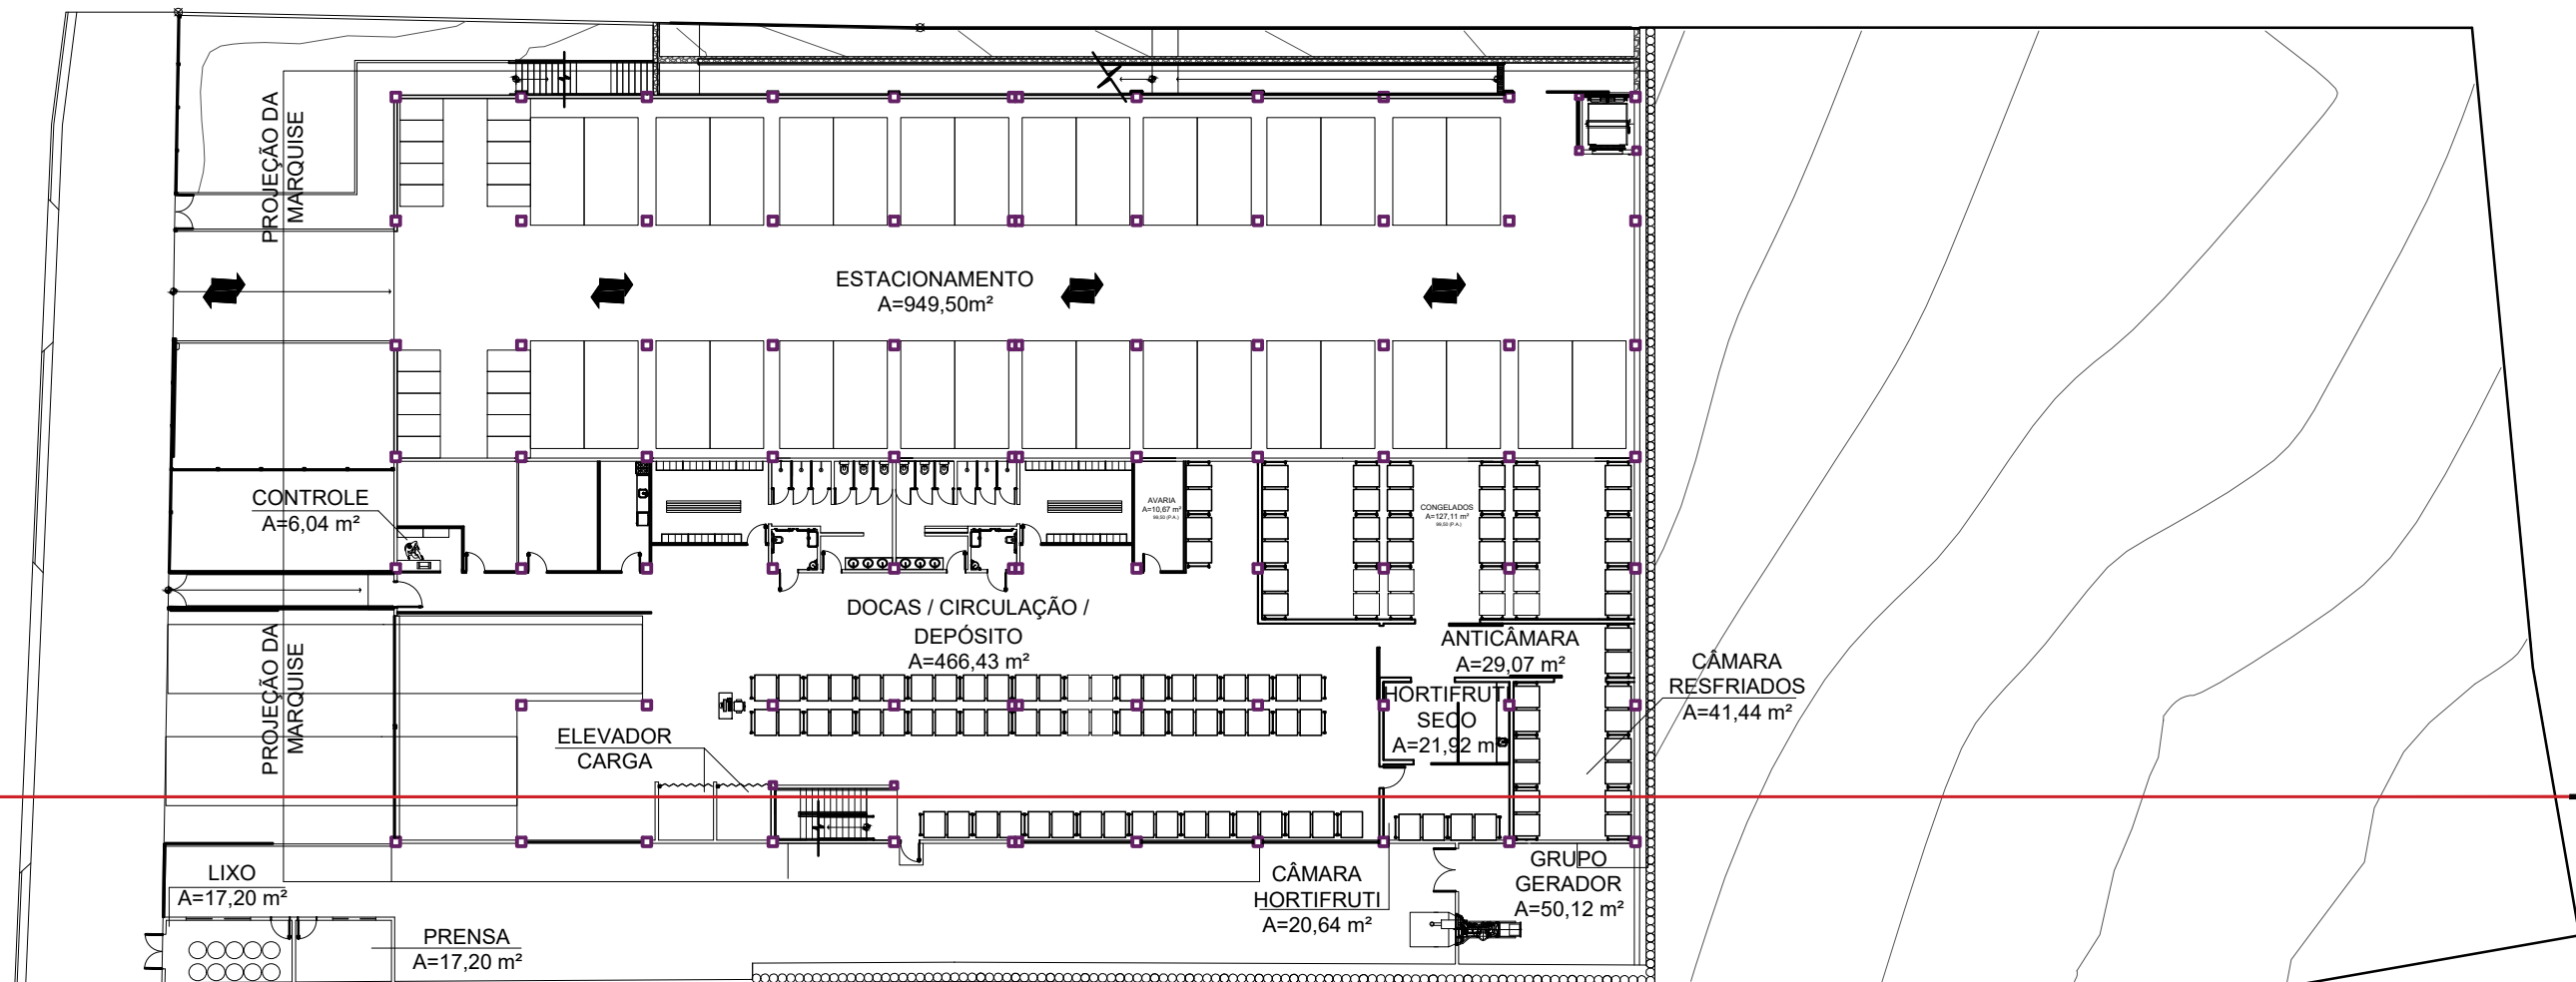 PROJEÇÃO DA
MARQUISE
ESTACIONAMENTO
A=949,50m²
CONTROLE
A=6,04 m²
AVARIA
A=10,67 m²
CONGELADOS
A=127,11 m²
DOCAS / CIRCULAÇÃO /
DEPÓSITO
A=466,43 m²
PROJEÇÃO DA
MARQUISE
ANTICÂMARA
A=29,07 m²
CÂMARA
RESFRIADOS
A=41,44 m²
HORTIFRUTI
SECO
A=21,92 m
ELEVADOR
CARGA
LIXO
A=17,20 m²
PRENSA
A=17,20 m²
CÂMARA
HORTIFRUTI
A=20,64 m²
GRUPO
GERADOR
A=50,12 m²